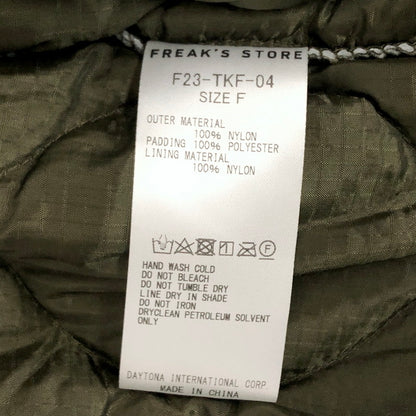 FREAK'S STORE
F23-TKF-04
SIZE F
OUTER MATERIAL
100% NYLON
PADDING 100% POLYESTER
LINING MATERIAL
100% NYLON
F
HAND WASH COLD
DO NOT BLEACH
DO NOT TUMBLE DRY
LINE DRY IN SHADE
DO NOT IRON
DRYCLEAN PETROLEUM SOLVENT
ONLY
DAYTONA INTERNATIONAL CORP.
MADE IN CHINA